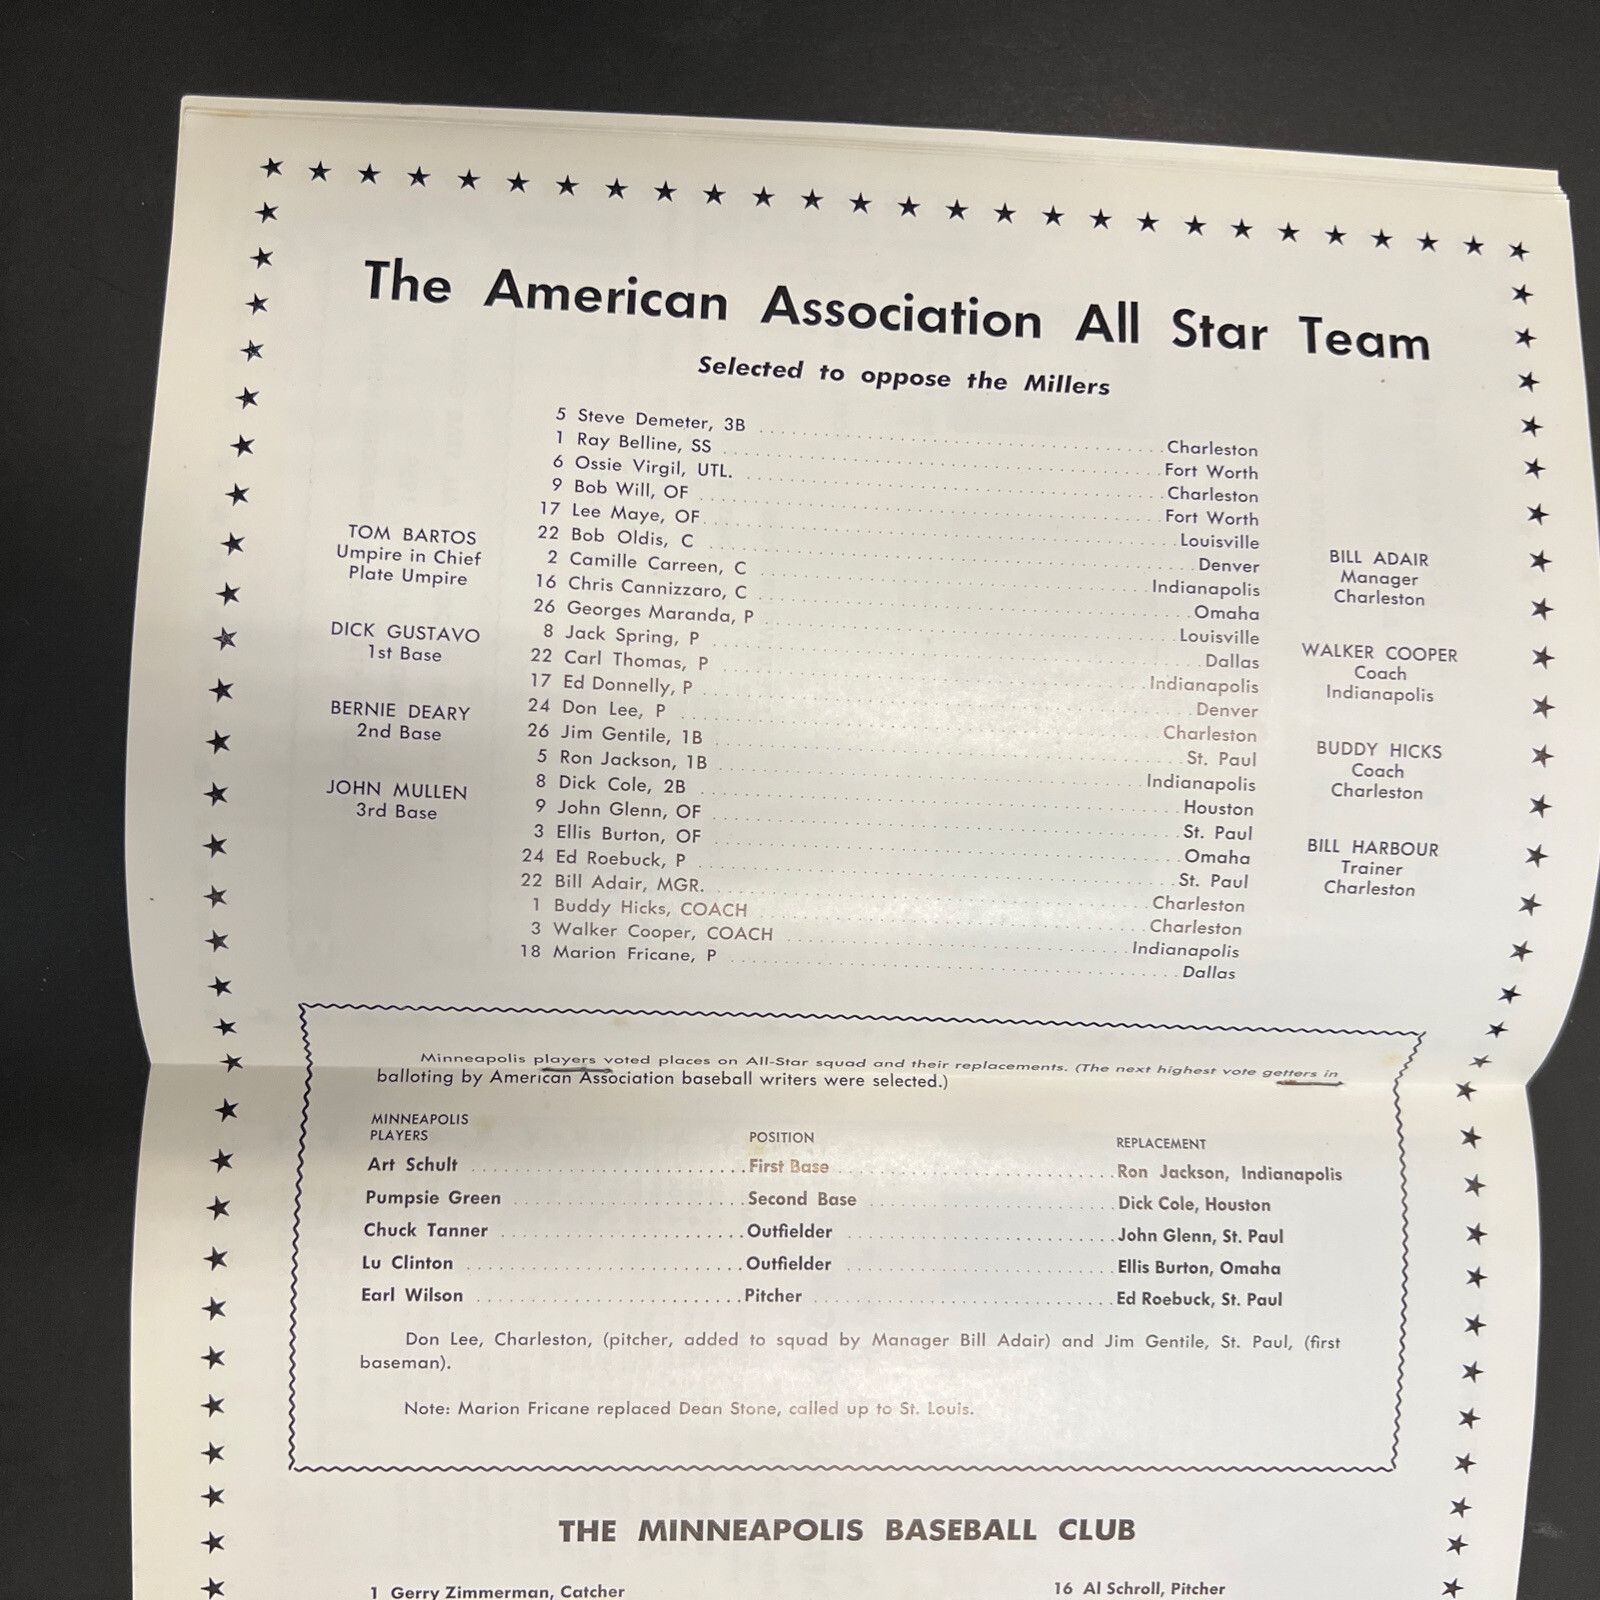 The American Association All Star Team
Selected to oppose the Millers
5 Steve Demeter, 3B Charleston
1 Ray Belline, SS Fort Worth
6 Ossie Virgil, UTL. Charleston
9 Bob Will, OF Fort Worth
17 Lee Maye, OF Louisville
22 Bob Oldis, C Denver
2 Camille Carreen, C Indianapolis
16 Chris Cannizzaro, C Omaha
26 Georges Maranda, P Louisville
8 Jack Spring, P Dallas
22 Carl Thomas, P Indianapolis
17 Ed Donnelly, P Denver
24 Don Lee, P Charleston
26 Jim Gentile, 1B St. Paul
5 Ron Jackson, 1B Indianapolis
8 Dick Cole, 2B Houston
9 John Glenn, OF St. Paul
3 Ellis Burton, OF Omaha
24 Ed Roebuck, P St. Paul
22 Bill Adair, MGR. Charleston
1 Buddy Hicks, COACH Charleston
3 Walker Cooper, COACH Indianapolis
18 Marion Fricane, P Dallas
TOM BARTOS
Umpire in Chief
Plate Umpire
DICK GUSTAVO
1st Base
BERNIE DEARY
2nd Base
JOHN MULLEN
3rd Base
BILL ADAIR
Manager
Charleston
WALKER COOPER
Coach
Indianapolis
BUDDY HICKS
Coach
Charleston
BILL HARBOUR
Trainer
Charleston
Minneapolis players voted places on All-Star squad and their replacements. (The next highest vote getters in
balloting by American Association baseball writers were selected.)
MINNEAPOLIS
PLAYERS POSITION REPLACEMENT
Art Schult First Base Ron Jackson, Indianapolis
Pumpsie Green Second Base Dick Cole, Houston
Chuck Tanner Outfielder John Glenn, St. Paul
Lu Clinton Outfielder Ellis Burton, Omaha
Earl Wilson Pitcher Ed Roebuck, St. Paul
Don Lee, Charleston, (pitcher, added to squad by Manager Bill Adair) and Jim Gentile, St. Paul, (first
baseman).
Note: Marion Fricane replaced Dean Stone, called up to St. Louis.
THE MINNEAPOLIS BASEBALL CLUB
1 Gerry Zimmerman, Catcher 16 Al Schroll, Pitcher